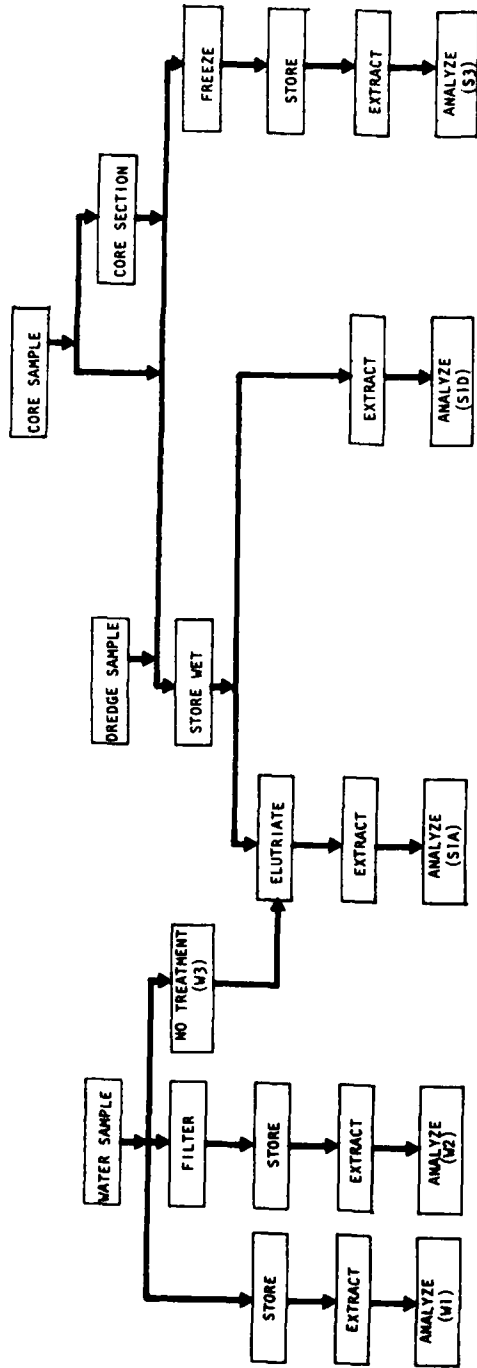 WATER SAMPLE
STORE
EXTRACT
ANALYZE
(W1)
FILTER
STORE
EXTRACT
ANALYZE
(W2)
NO TREATMENT
(W3)
DREDGE SAMPLE
STORE WET
ELUTRIATE
EXTRACT
ANALYZE
(S1A)
EXTRACT
ANALYZE
(S1D)
CORE SAMPLE
CORE SECTION
FREEZE
STORE
EXTRACT
ANALYZE
(S3)